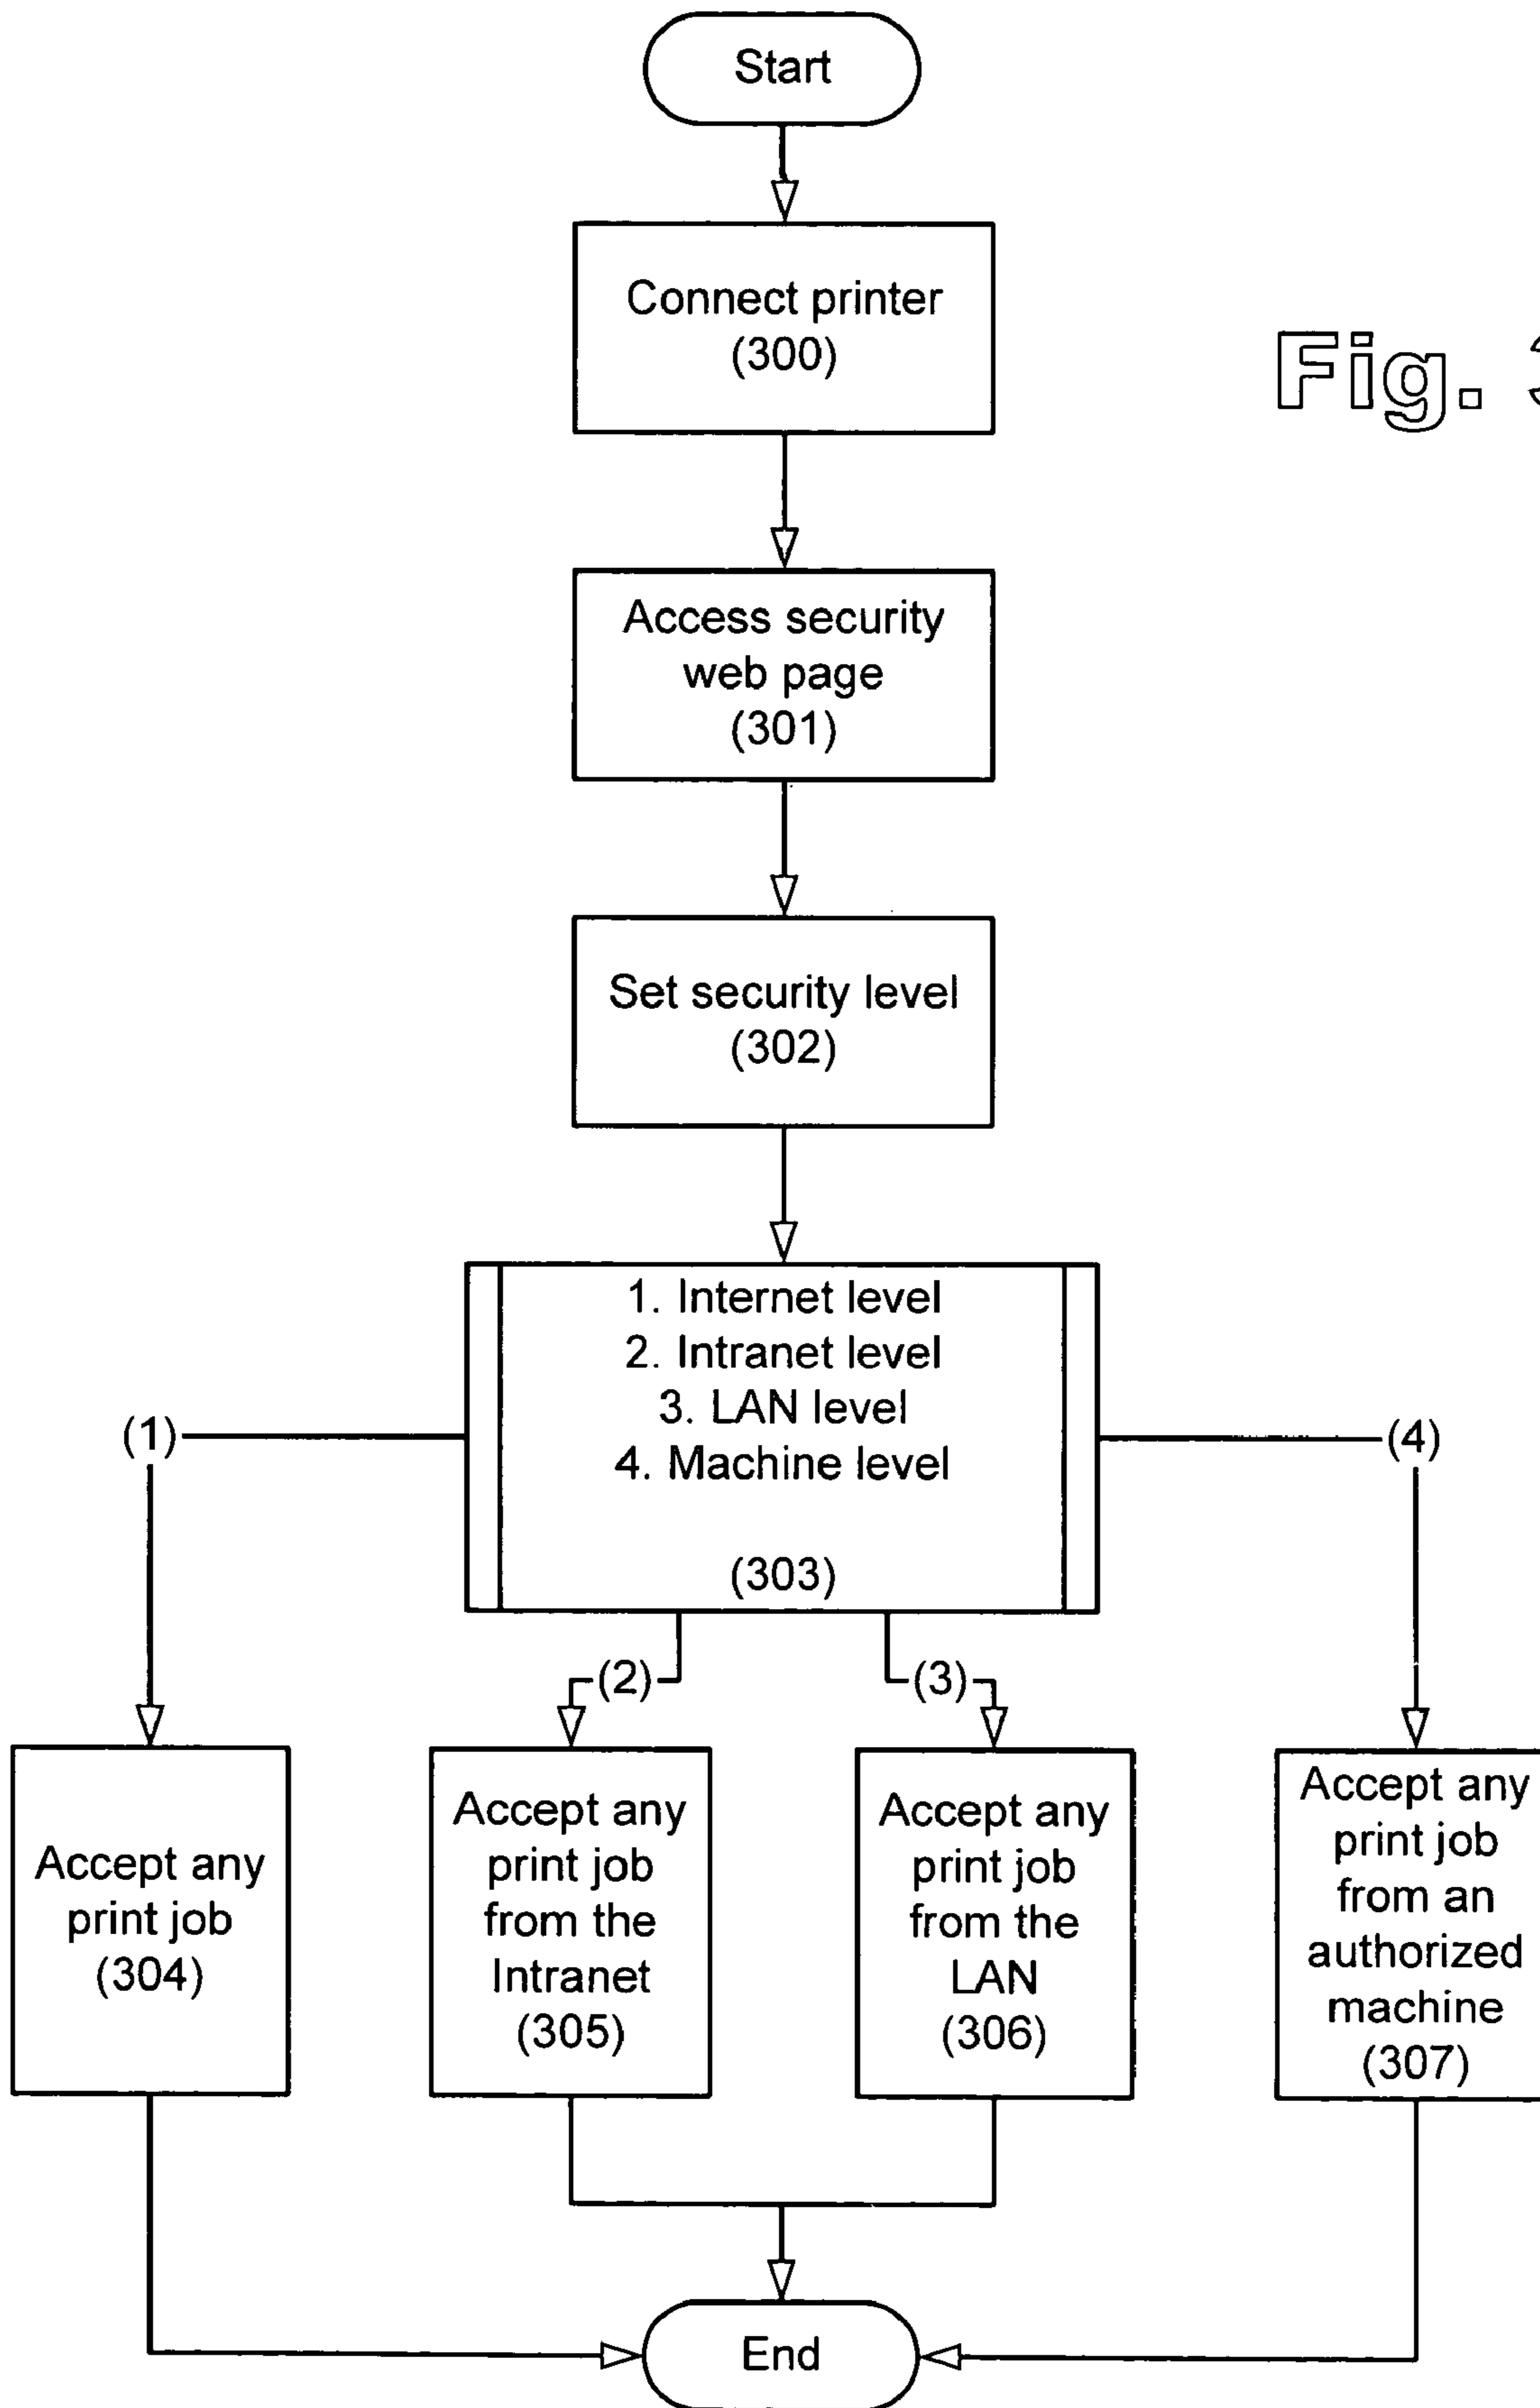 Start
Connect printer
(300)
Fig. 3
Access security
web page
(301)
Set security level
(302)
1. Internet level
2. Intranet level
3. LAN level
4. Machine level
(303)
(1)
(4)
(2)
(3)
Accept any
print job
(304)
Accept any
print job
from the
Intranet
(305)
Accept any
print job
from the
LAN
(306)
Accept any
print job
from an
authorized
machine
(307)
End